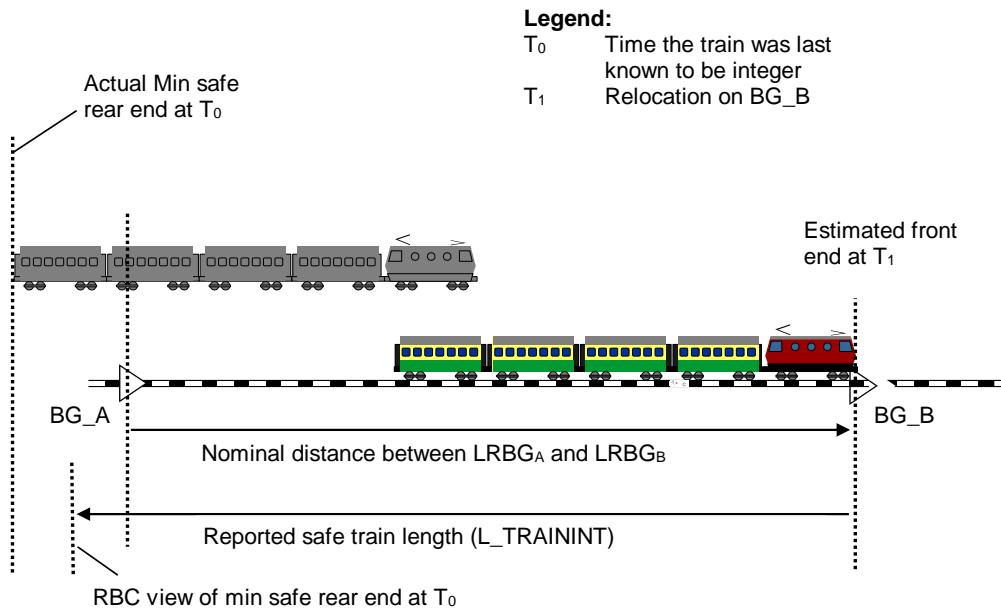 Legend:
T0 Time the train was last
known to be integer
T1 Relocation on BG_B
Actual Min safe
rear end at T0
Estimated front
end at T1
BG_A
BG_B
Nominal distance between LRBGA and LRBGB
Reported safe train length (L_TRAININT)
RBC view of min safe rear end at T0